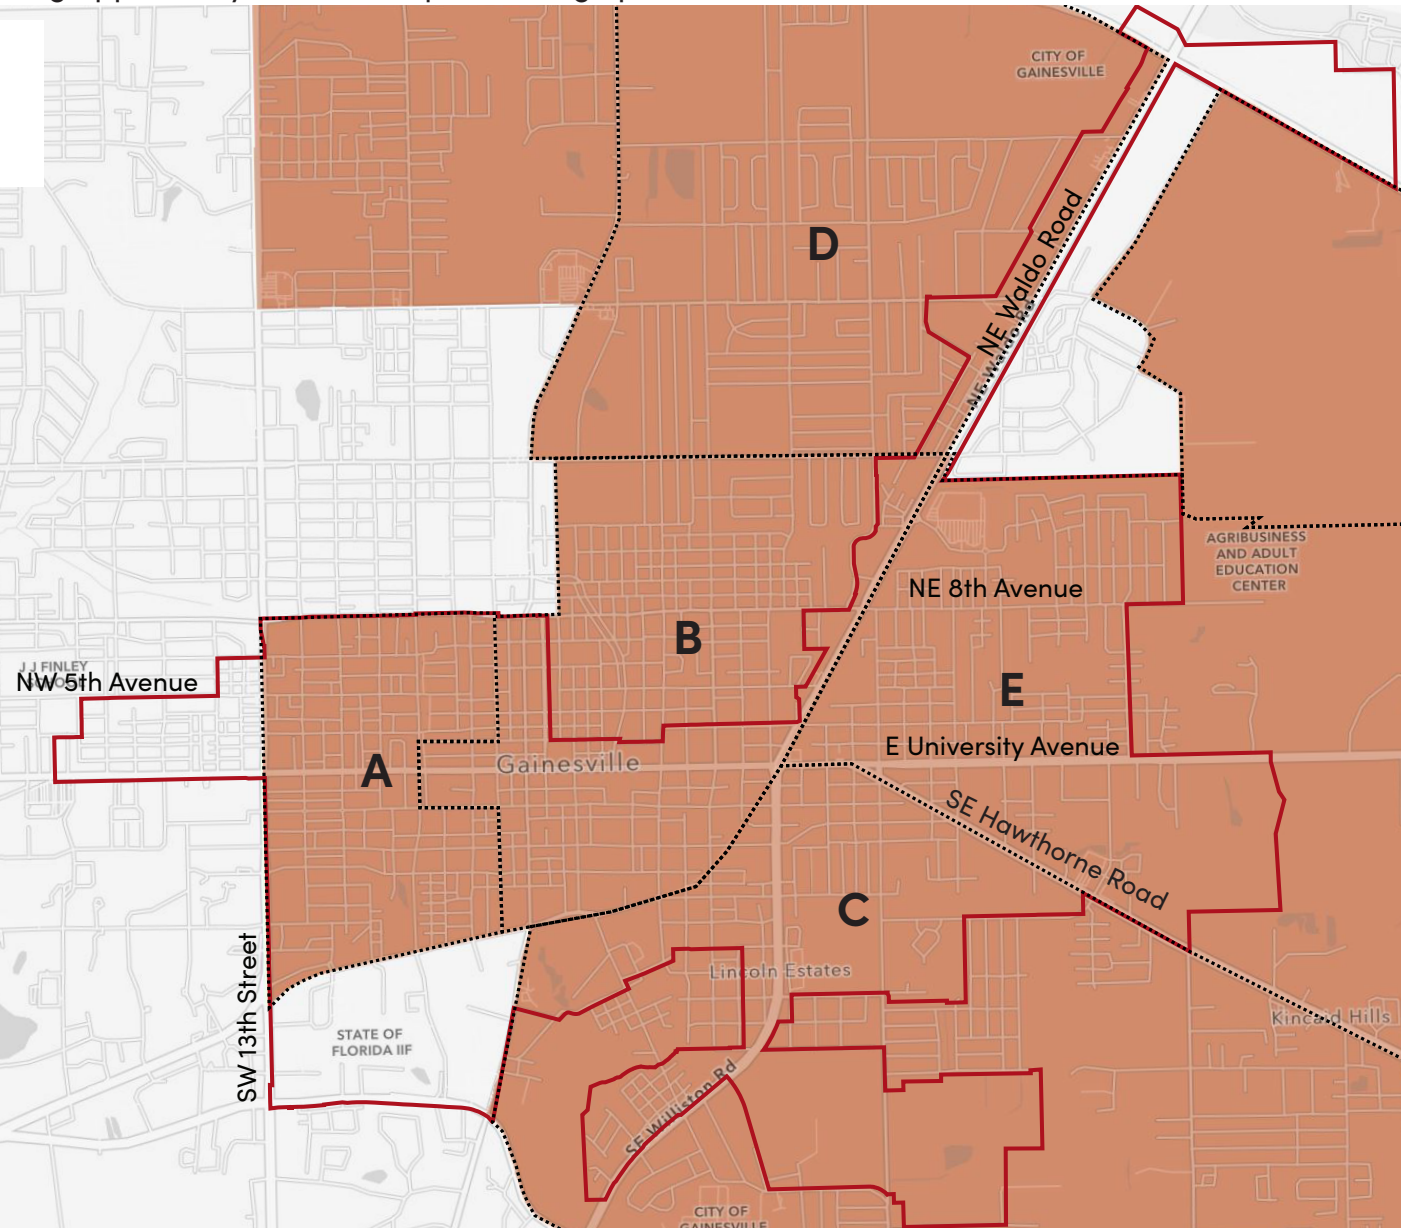 CITY OF
GAINESVILLE
D
NE Waldo Road
NE Waldo Rd
AGRIBUSINESS
AND ADULT
EDUCATION
CENTER
NE 8th Avenue
B
J J FINLEY
NW 5th Avenue
E
E University Avenue
A
Gainesville
SE Hawthorne Road
C
Lincoln Estates
SW 13th Street
STATE OF
FLORIDA IIF
Kincaid Hills
SE Williston Rd
CITY OF
GAINESVILLE